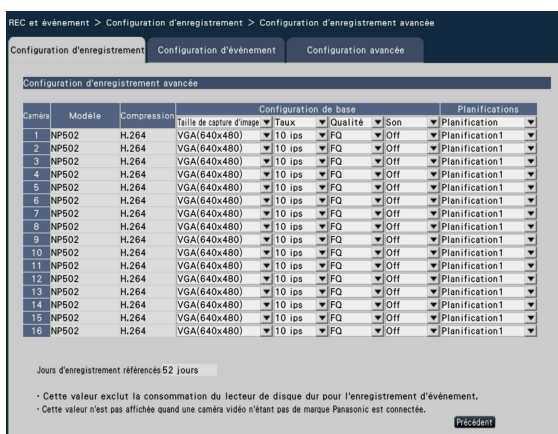 REC et évènement > Configuration d'enregistrement > Configuration d'enregistrement avancée
Configuration d'enregistrement Configuration d'événement Configuration avancée
Configuration d'enregistrement avancée
Caméra Modèle Compression Configuration de base Planifications
Taille de capture d'image Taux Qualité Son Planification
1 NP502 H.264 VGA(640x480) 10 ips FQ Off Planification1
2 NP502 H.264 VGA(640x480) 10 ips FQ Off Planification1
3 NP502 H.264 VGA(640x480) 10 ips FQ Off Planification1
4 NP502 H.264 VGA(640x480) 10 ips FQ Off Planification1
5 NP502 H.264 VGA(640x480) 10 ips FQ Off Planification1
6 NP502 H.264 VGA(640x480) 10 ips FQ Off Planification1
7 NP502 H.264 VGA(640x480) 10 ips FQ Off Planification1
8 NP502 H.264 VGA(640x480) 10 ips FQ Off Planification1
9 NP502 H.264 VGA(640x480) 10 ips FQ Off Planification1
10 NP502 H.264 VGA(640x480) 10 ips FQ Off Planification1
11 NP502 H.264 VGA(640x480) 10 ips FQ Off Planification1
12 NP502 H.264 VGA(640x480) 10 ips FQ Off Planification1
13 NP502 H.264 VGA(640x480) 10 ips FQ Off Planification1
14 NP502 H.264 VGA(640x480) 10 ips FQ Off Planification1
15 NP502 H.264 VGA(640x480) 10 ips FQ Off Planification1
16 NP502 H.264 VGA(640x480) 10 ips FQ Off Planification1
Jours d'enregistrement référencés 52 jours
· Cette valeur exclut la consommation du lecteur de disque dur pour l'enregistrement d'événement.
· Cette valeur n'est pas affichée quand une caméra vidéo n'étant pas de marque Panasonic est connectée.
Précédent